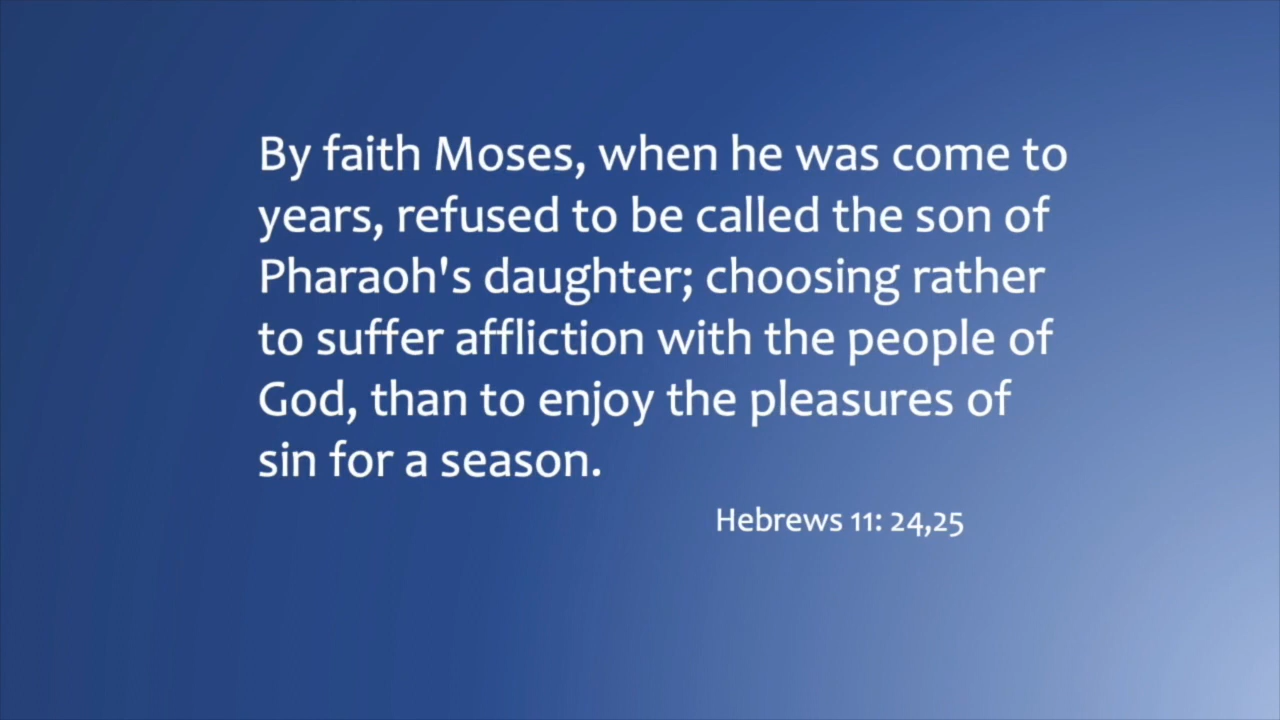 By faith Moses, when he was come to
years, refused to be called the son of
Pharaoh's daughter; choosing rather
to suffer affliction with the people of
God, than to enjoy the pleasures of
sin for a season.
Hebrews 11: 24,25